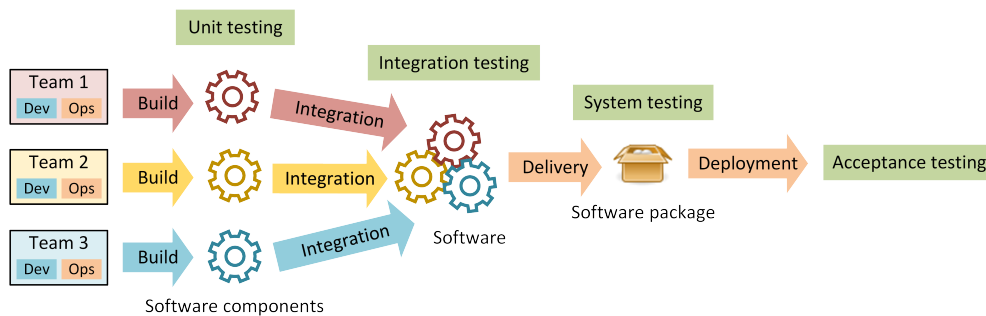 Unit testing
Integration testing
System testing
Acceptance testing
Team 1
Dev Ops
Build
Integration
Team 2
Dev Ops
Build
Integration
Delivery
Deployment
Team 3
Dev Ops
Build
Integration
Software components
Software
Software package